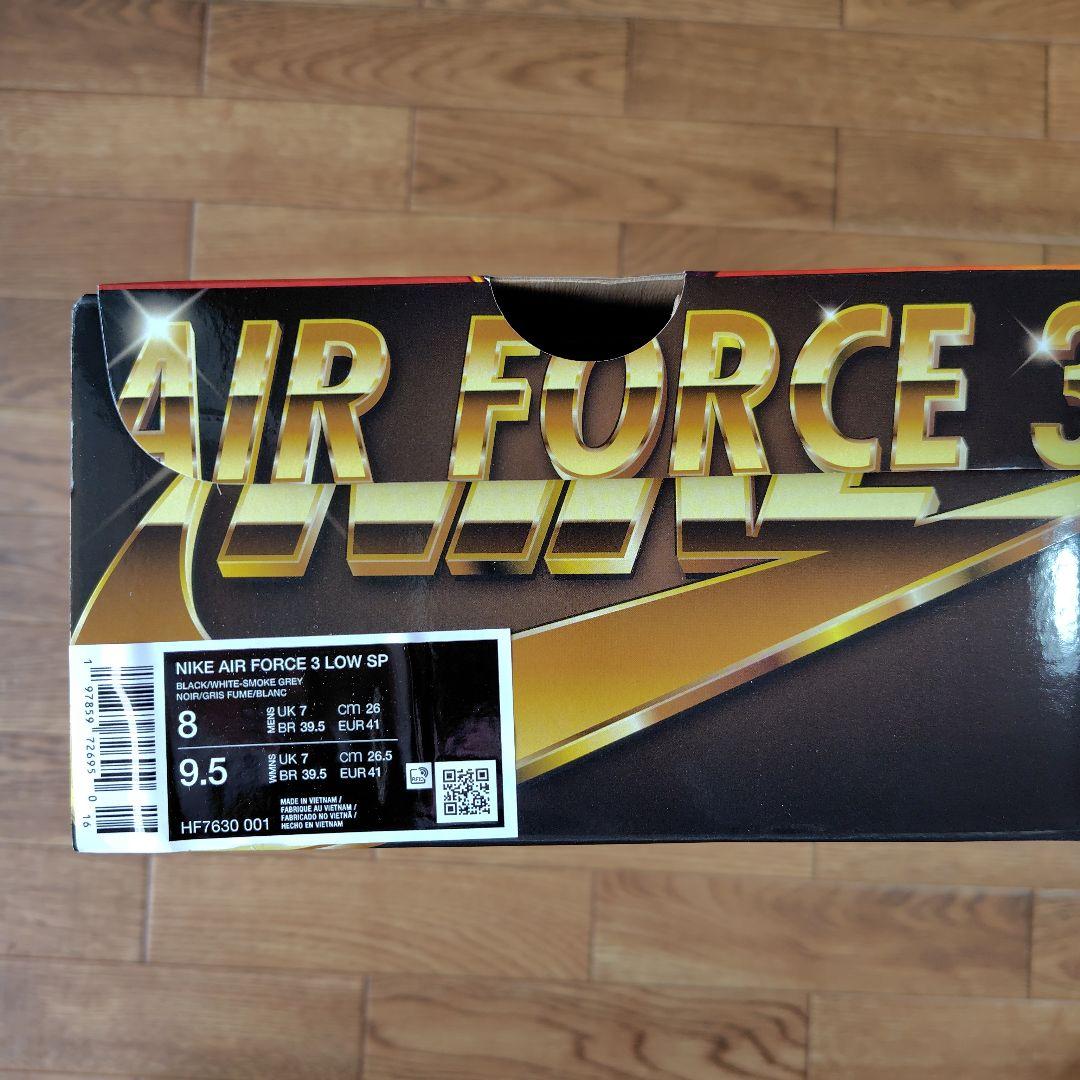 AIR FORCE 3
NIKE
NIKE AIR FORCE 3 LOW SP
BLACK/WHITE-SMOKE GREY
NOIR/GRIS FUME/BLANC
8 MENS UK 7 cm 26
BR 39.5 EUR 41
9.5 WMNS UK 7 cm 26.5
BR 39.5 EUR 41
RFID
MADE IN VIETNAM /
FABRIQUE AU VIETNAM /
FABRICADO NO VIETNÃ /
HECHO EN VIETNAM
HF7630 001
1 97859 72695 0 16